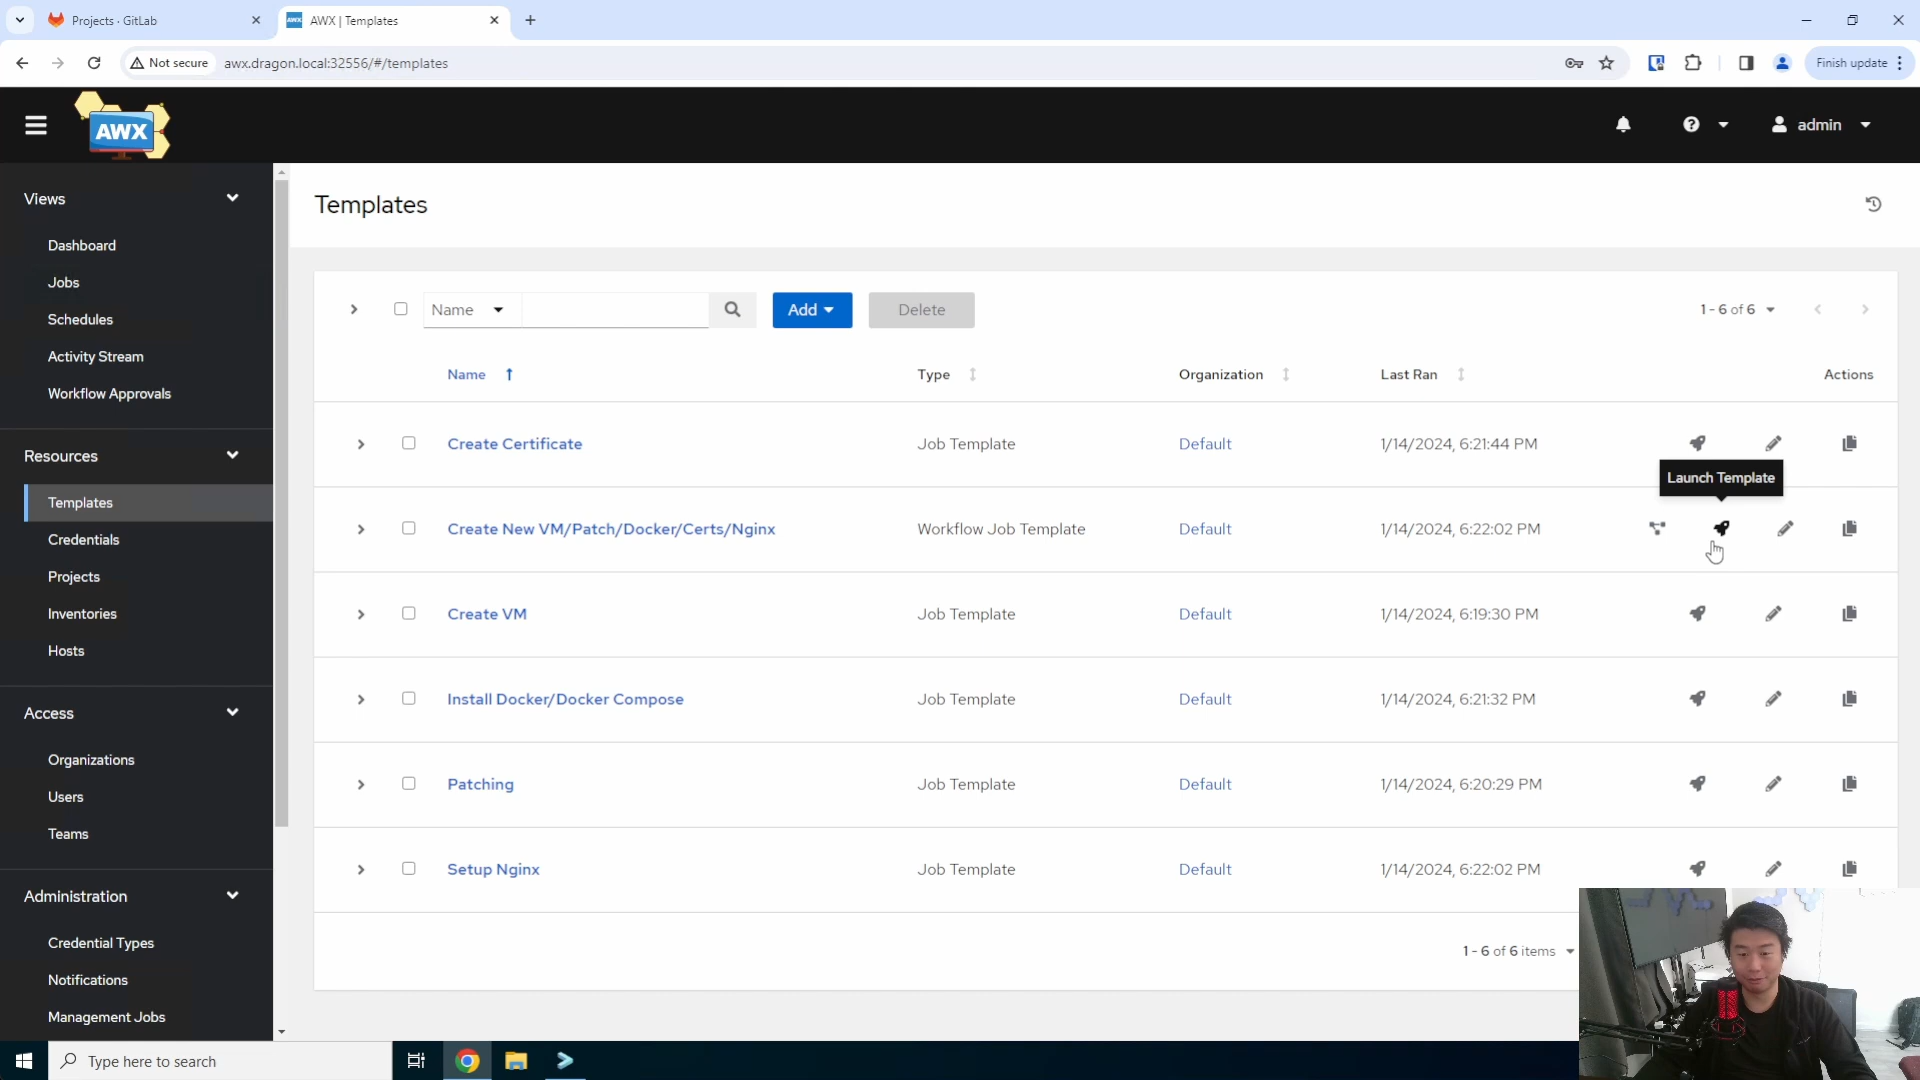 Projects · GitLab
AWX | Templates
Not secure
awx.dragon.local:32556/#/templates
Finish update
AWX
admin
Views
Dashboard
Jobs
Schedules
Activity Stream
Workflow Approvals
Resources
Templates
Credentials
Projects
Inventories
Hosts
Access
Organizations
Users
Teams
Administration
Credential Types
Notifications
Management Jobs
Templates
Name
Add
Delete
1 - 6 of 6
Name
Type
Organization
Last Ran
Actions
Create Certificate
Job Template
Default
1/14/2024, 6:21:44 PM
Launch Template
Create New VM/Patch/Docker/Certs/Nginx
Workflow Job Template
Default
1/14/2024, 6:22:02 PM
Create VM
Job Template
Default
1/14/2024, 6:19:30 PM
Install Docker/Docker Compose
Job Template
Default
1/14/2024, 6:21:32 PM
Patching
Job Template
Default
1/14/2024, 6:20:29 PM
Setup Nginx
Job Template
Default
1/14/2024, 6:22:02 PM
1 - 6 of 6 items
Type here to search